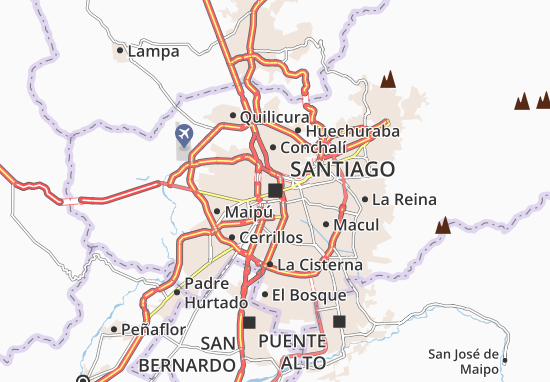 Lampa
Quilicura
Huechuraba
Conchalí
SANTIAGO
La Reina
Maipú
Macul
Cerrillos
La Cisterna
Padre
Hurtado
El Bosque
Peñaflor
SAN
BERNARDO
PUENTE
ALTO
San José de
Maipo